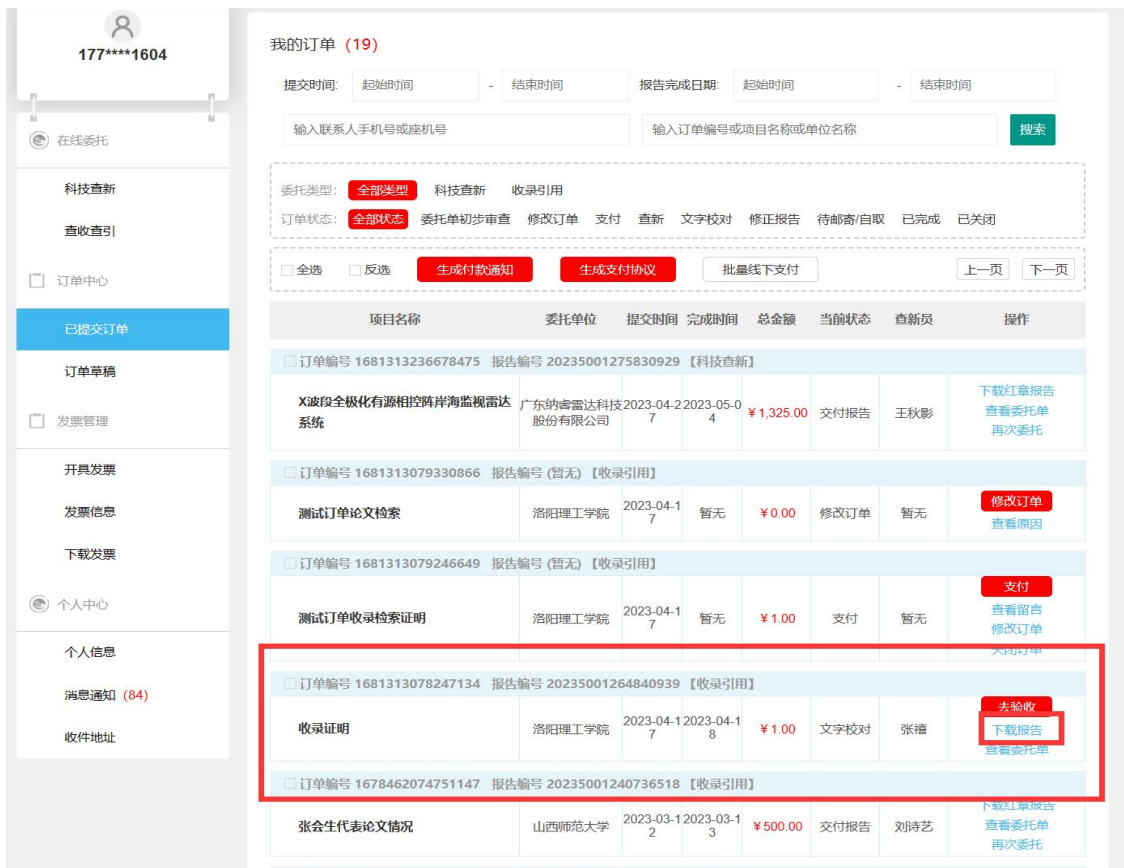 177****1604
在线委托
科技查新
查收查引
订单中心
已提交订单
订单草稿
发票管理
开具发票
发票信息
下载发票
个人中心
个人信息
消息通知 (84)
收件地址
我的订单 (19)
提交时间: 起始时间 - 结束时间 报告完成日期: 起始时间 - 结束时间
输入联系人手机号或座机号 输入订单编号或项目名称或单位名称 搜索
委托类型: 全部类型 科技查新 收录引用
订单状态: 全部状态 委托单初步审查 修改订单 支付 查新 文字校对 修正报告 待邮寄/自取 已完成 已关闭
全选 反选 生成付款通知 生成支付协议 批量线下支付 上一页 下一页
项目名称 委托单位 提交时间 完成时间 总金额 当前状态 查新员 操作
订单编号 1681313236678475 报告编号 20235001275830929 【科技查新】
X波段全极化有源相控阵岸海监视雷达系统 广东纳睿雷达科技股份有限公司 2023-04-27 2023-05-04 ¥1,325.00 交付报告 王秋影 下载红章报告
查看委托单
再次委托
订单编号 1681313079330866 报告编号 (暂无) 【收录引用】
测试订单论文检索 洛阳理工学院 2023-04-17 暂无 ¥0.00 修改订单 暂无 修改订单
查看原因
订单编号 1681313079246649 报告编号 (暂无) 【收录引用】
测试订单收录检索证明 洛阳理工学院 2023-04-17 暂无 ¥1.00 支付 暂无 支付
查看留言
修改订单
关闭订单
订单编号 1681313078247134 报告编号 20235001264840939 【收录引用】
收录证明 洛阳理工学院 2023-04-17 2023-04-18 ¥1.00 文字校对 张禧 去验收
下载报告
查看委托单
订单编号 1678462074751147 报告编号 20235001240736518 【收录引用】
张会生代表论文情况 山西师范大学 2023-03-12 2023-03-13 ¥500.00 交付报告 刘诗艺 下载红章报告
查看委托单
再次委托